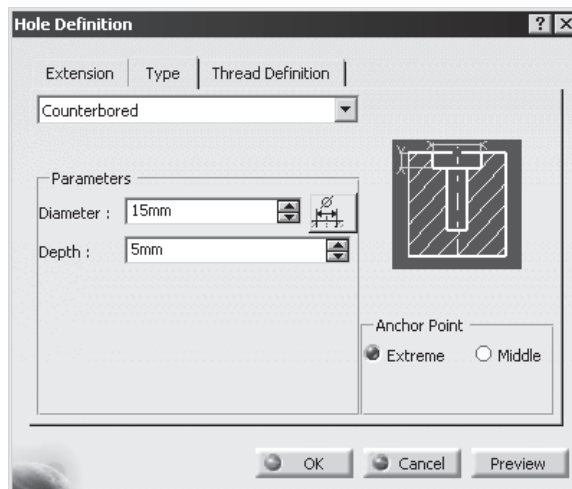 Hole Definition
Extension Type Thread Definition
Counterbored
Parameters
Diameter : 15mm
Depth : 5mm
Anchor Point
Extreme Middle
OK Cancel Preview